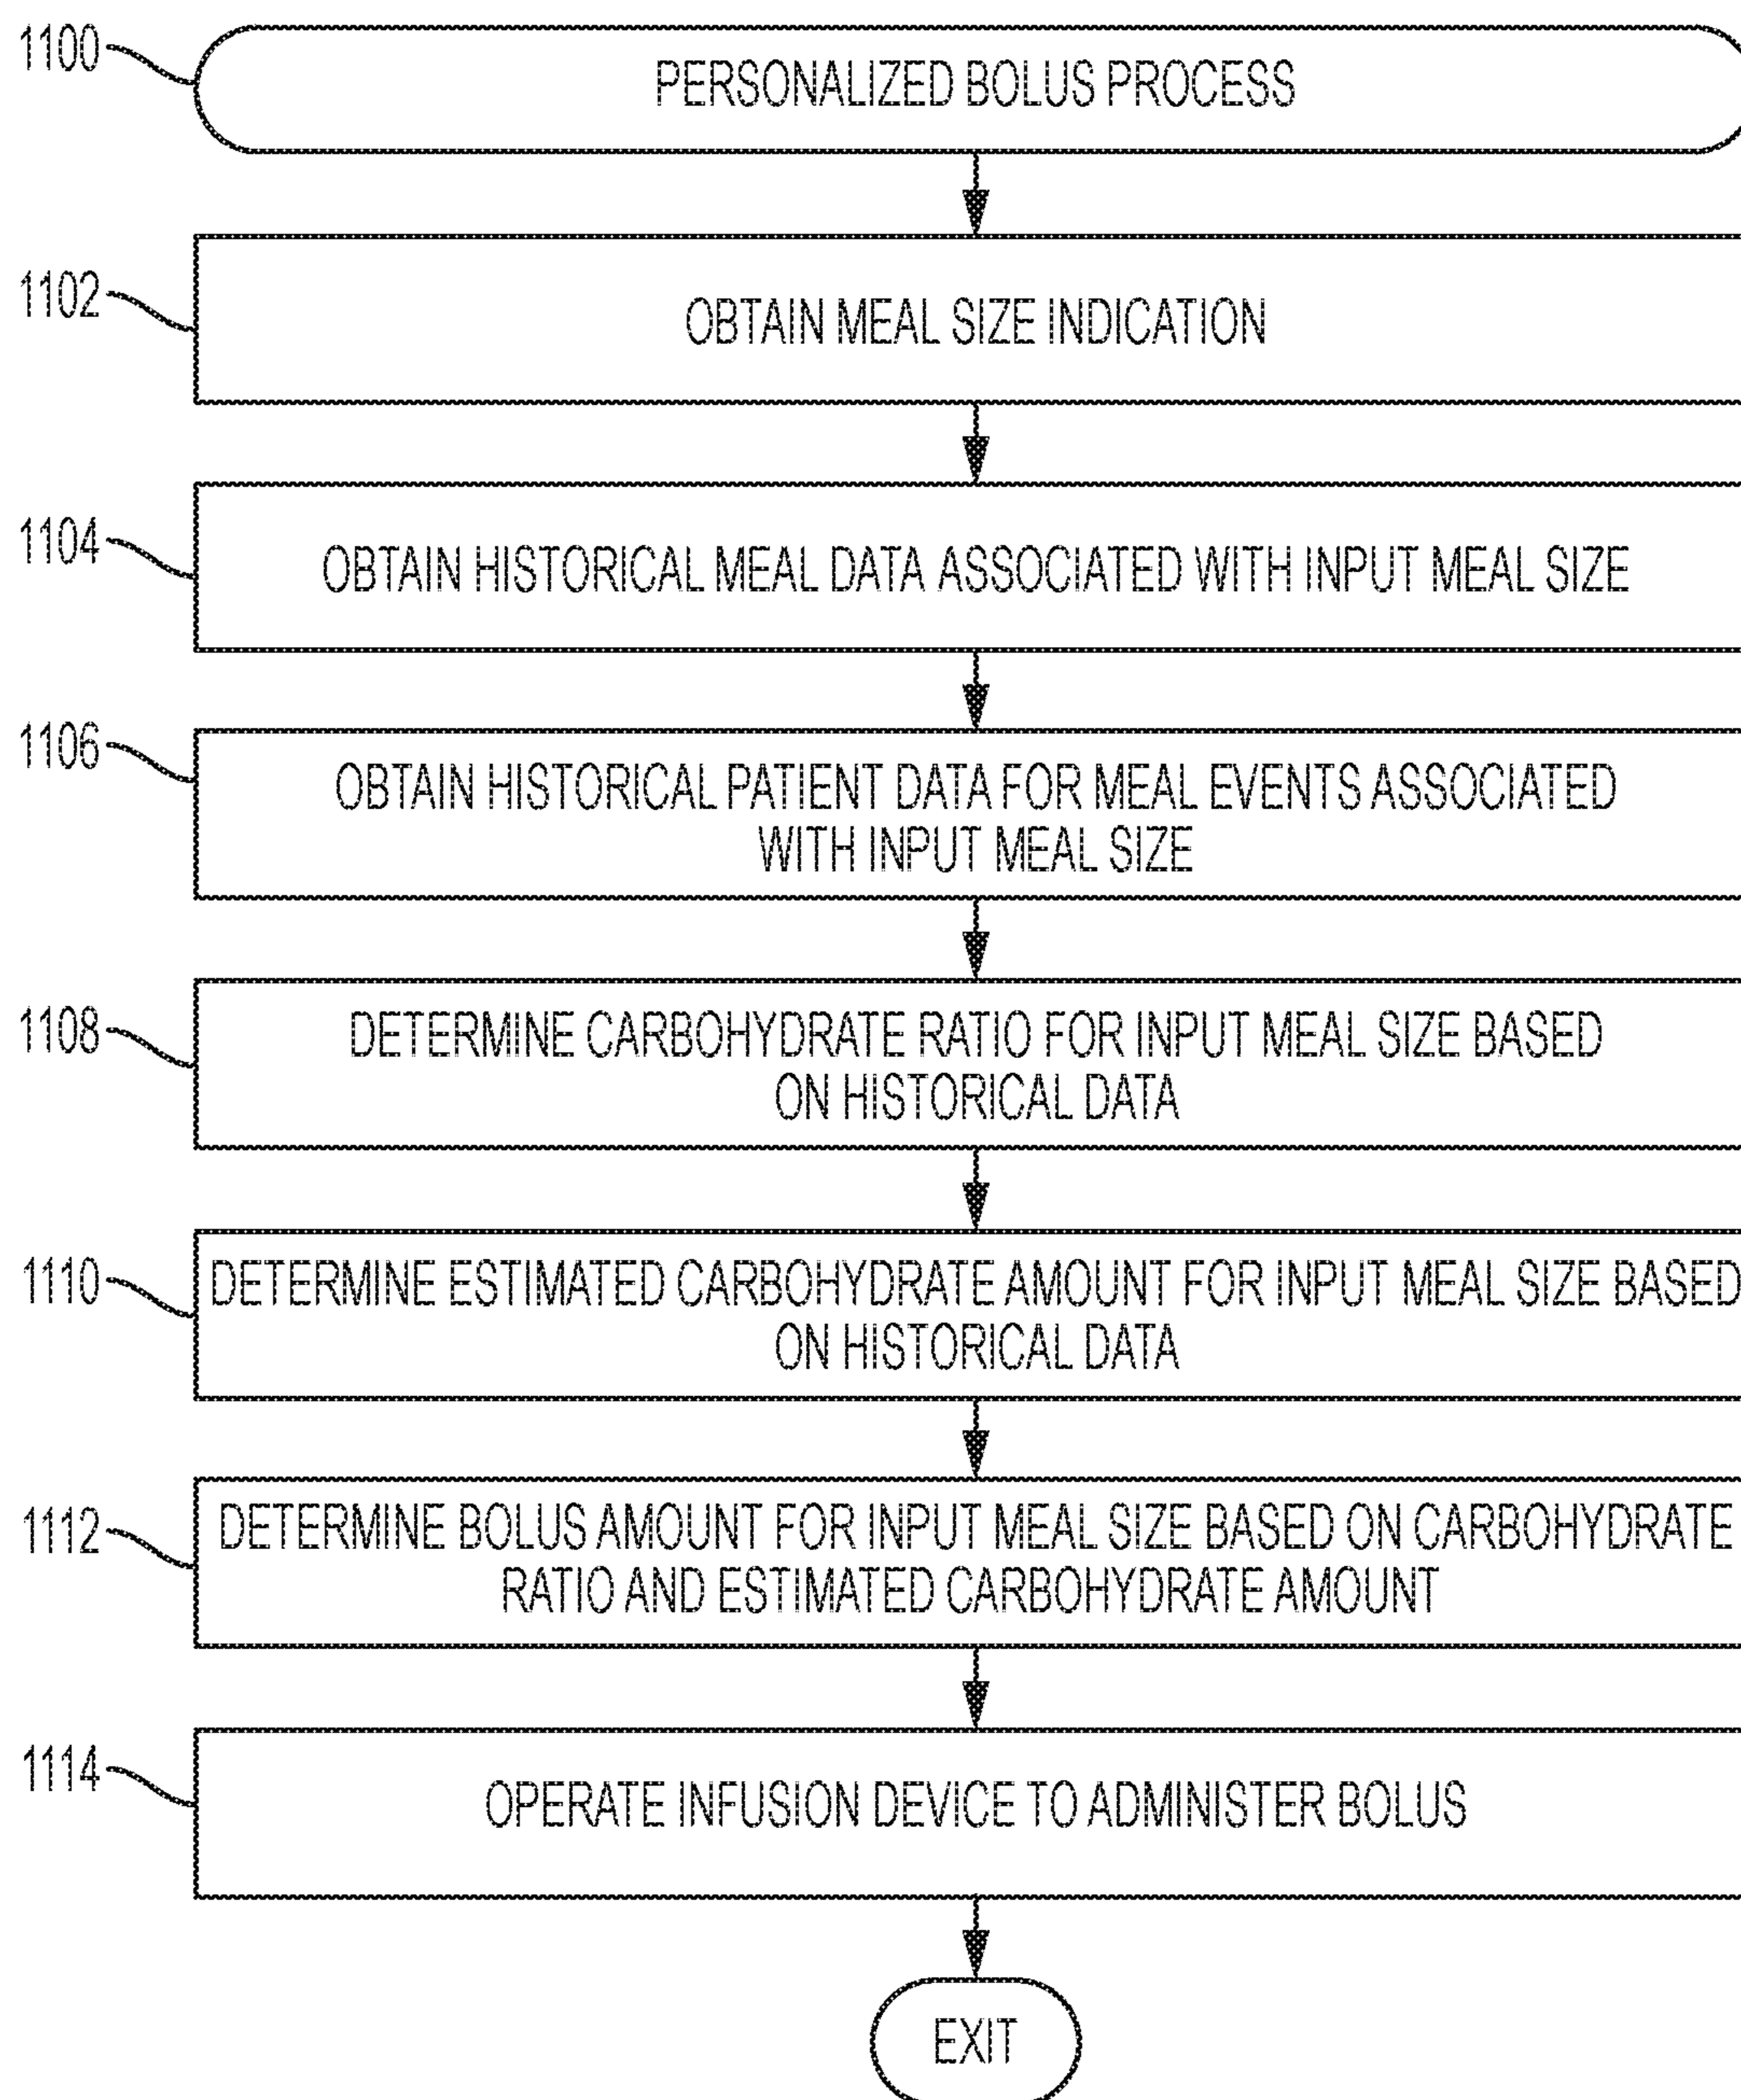 1100
PERSONALIZED BOLUS PROCESS
1102
OBTAIN MEAL SIZE INDICATION
1104
OBTAIN HISTORICAL MEAL DATA ASSOCIATED WITH INPUT MEAL SIZE
1106
OBTAIN HISTORICAL PATIENT DATA FOR MEAL EVENTS ASSOCIATED
WITH INPUT MEAL SIZE
1108
DETERMINE CARBOHYDRATE RATIO FOR INPUT MEAL SIZE BASED
ON HISTORICAL DATA
1110
DETERMINE ESTIMATED CARBOHYDRATE AMOUNT FOR INPUT MEAL SIZE BASED
ON HISTORICAL DATA
1112
DETERMINE BOLUS AMOUNT FOR INPUT MEAL SIZE BASED ON CARBOHYDRATE
RATIO AND ESTIMATED CARBOHYDRATE AMOUNT
1114
OPERATE INFUSION DEVICE TO ADMINISTER BOLUS
EXIT